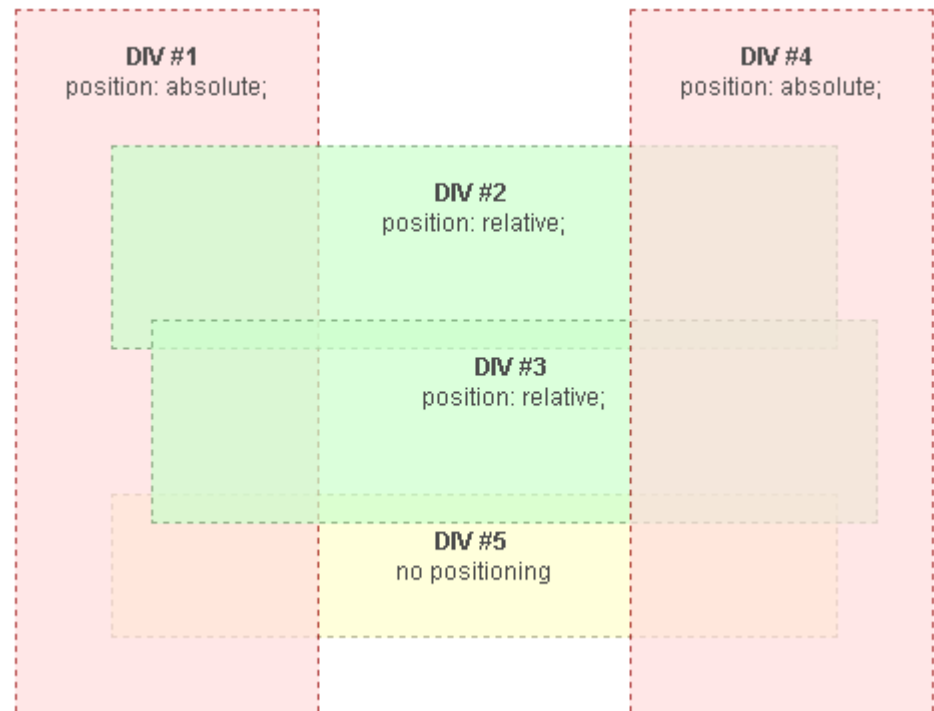 DIV #1
position: absolute;
DIV #4
position: absolute;
DIV #2
position: relative;
DIV #3
position: relative;
DIV #5
no positioning